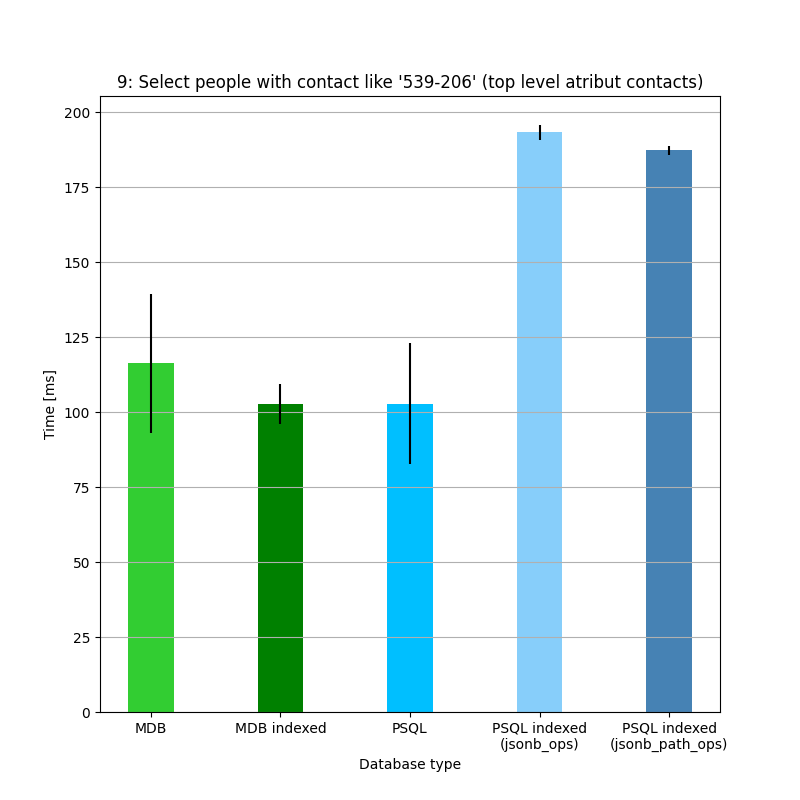 9: Select people with contact like '539-206' (top level atribut contacts)
200
175
150
125
100
75
50
25
0
Time [ms]
MDB
MDB indexed
PSQL
PSQL indexed
(jsonb_ops)
PSQL indexed
(jsonb_path_ops)
Database type